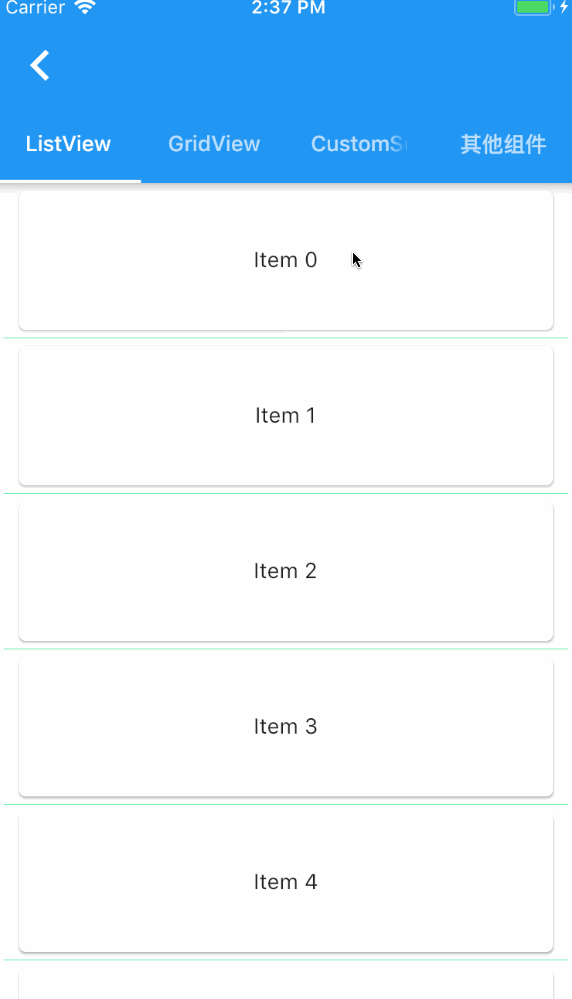 Carrier 2:37 PM
ListView GridView CustomS 其他组件
Item 0
Item 1
Item 2
Item 3
Item 4